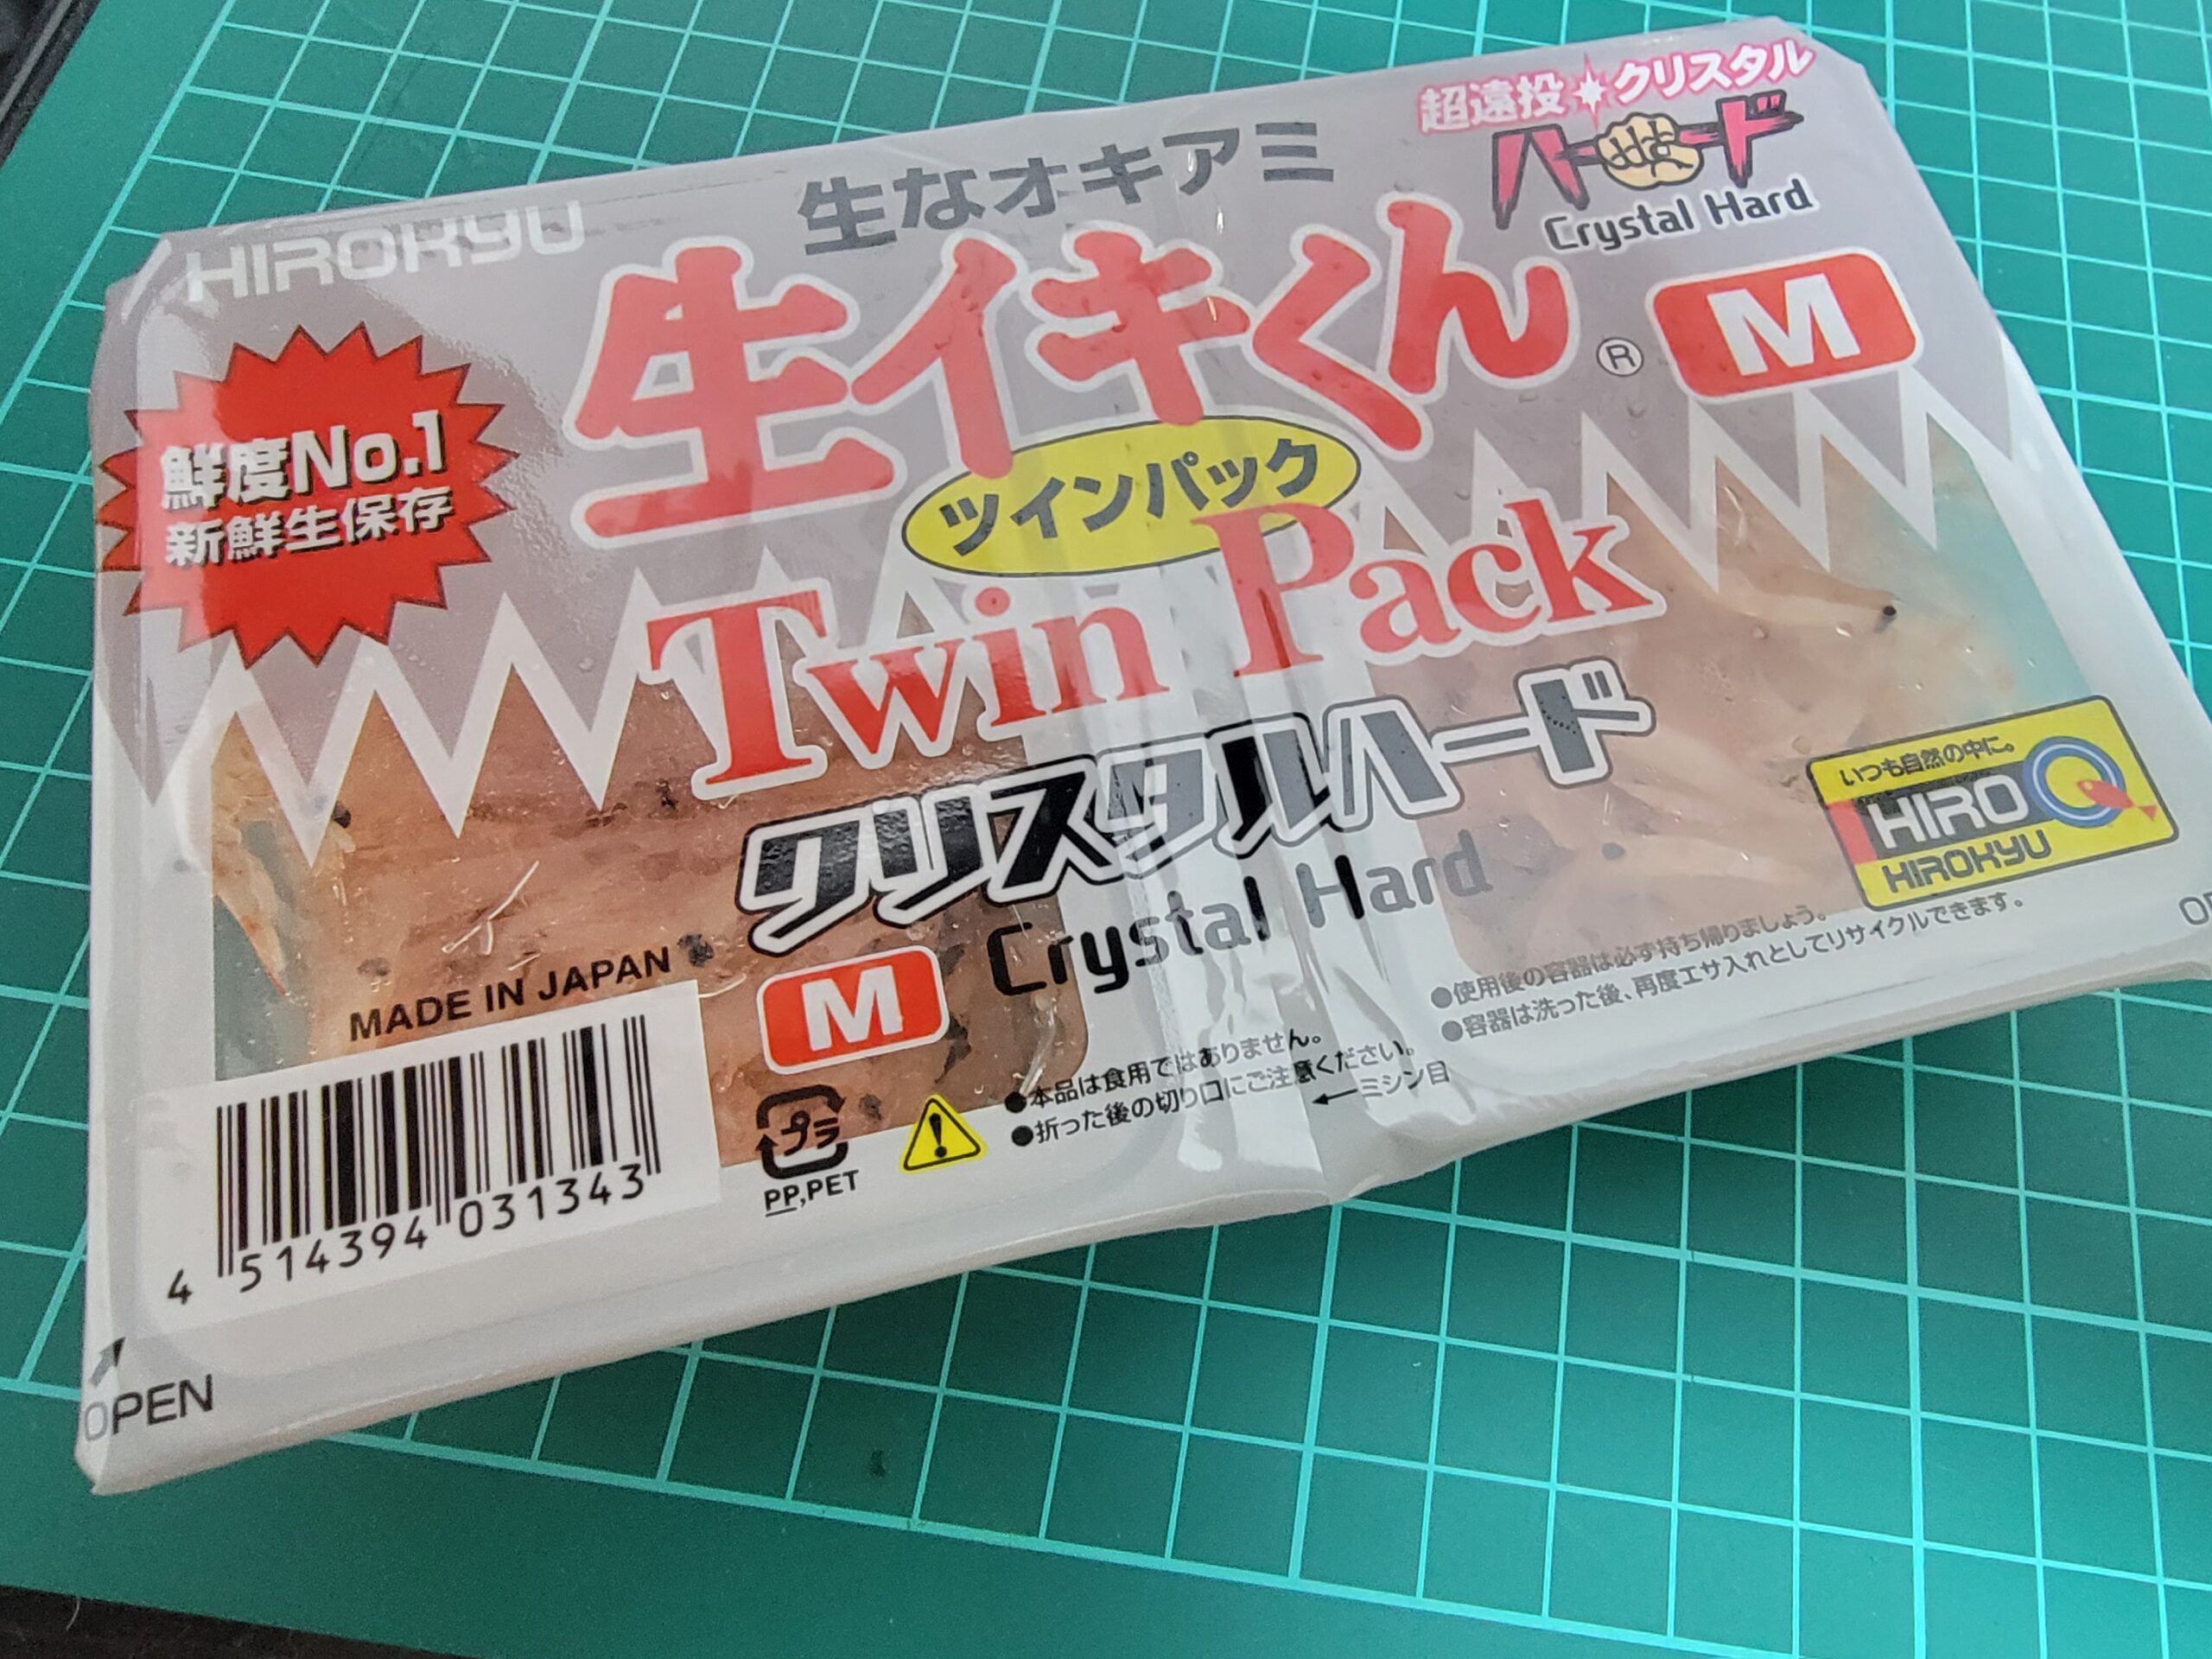 HIROKYU
生なオキアミ
超遠投クリスタル
ハード
Crystal Hard
生イキくん®
M
鮮度No.1
新鮮生保存
ツインパック
Twin Pack
クリスタルハード
Crystal Hard
M
いつも自然の中に。
HIROQ
HIROKYU
●使用後の容器は必ず持ち帰りましょう。
●容器は洗った後、再度エサ入れとしてリサイクルできます。
MADE IN JAPAN
4 514394 031343
プラ
PP,PET
●本品は食用ではありません。
●折った後の切り口にご注意ください。
←ミシン目
OPEN